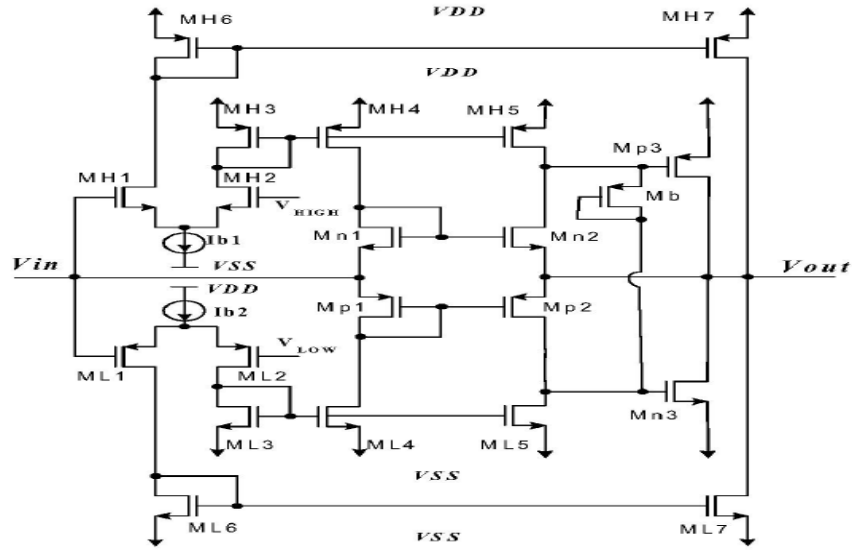 MH6
VDD
MH7
VDD
MH3
MH4
MH5
Mp3
MH1
MH2
Mb
VHIGH
Mn1
Mn2
Ib1
Vin
VSS
Vout
VDD
Mp1
Mp2
Ib2
VLOW
ML1
ML2
Mn3
ML3
ML4
ML5
VSS
ML6
ML7
VSS